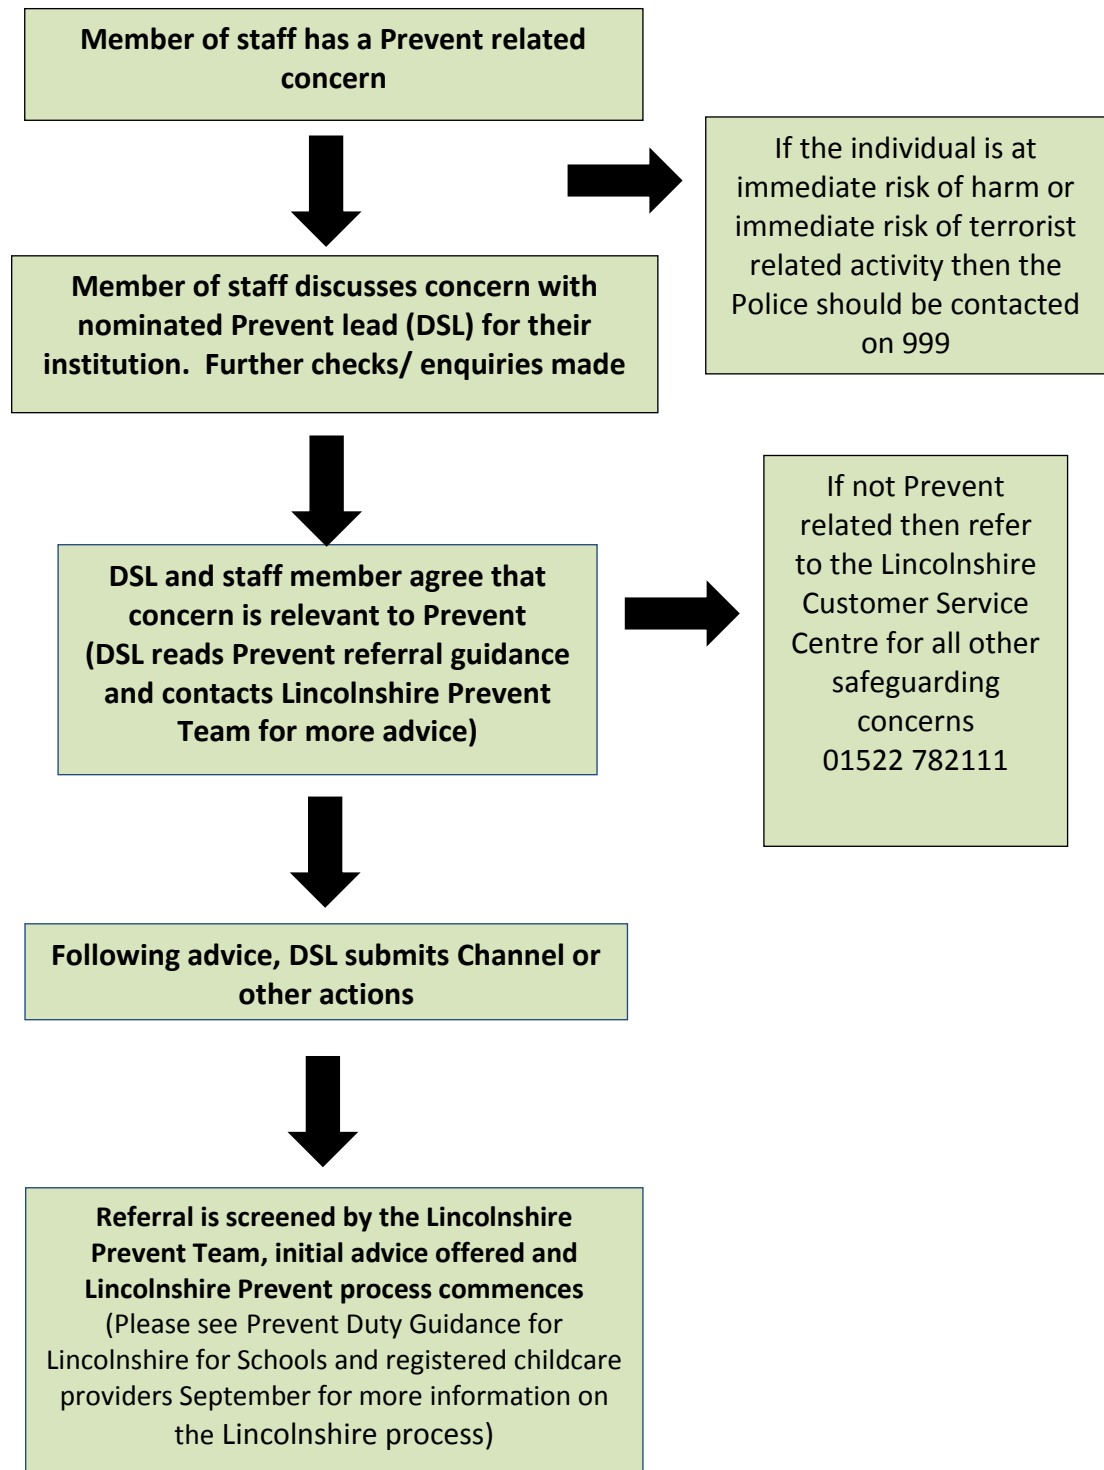 Member of staff has a Prevent related
concern
If the individual is at
immediate risk of harm or
immediate risk of terrorist
related activity then the
Police should be contacted
on 999
Member of staff discusses concern with
nominated Prevent lead (DSL) for their
institution.  Further checks/ enquiries made
If not Prevent
related then refer
to the Lincolnshire
Customer Service
Centre for all other
safeguarding
concerns
01522 782111
DSL and staff member agree that
concern is relevant to Prevent
(DSL reads Prevent referral guidance
and contacts Lincolnshire Prevent
Team for more advice)
Following advice, DSL submits Channel or
other actions
Referral is screened by the Lincolnshire
Prevent Team, initial advice offered and
Lincolnshire Prevent process commences
(Please see Prevent Duty Guidance for
Lincolnshire for Schools and registered childcare
providers September for more information on
the Lincolnshire process)